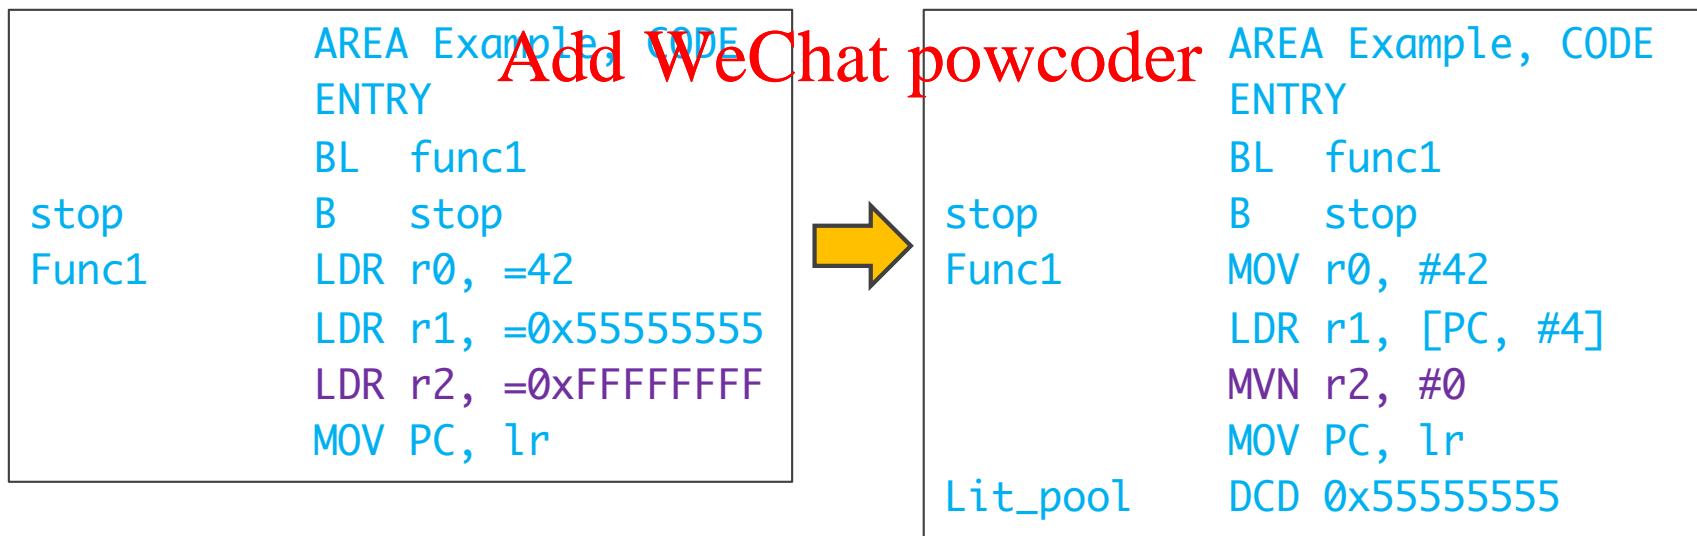 AREA Example, CODE
ENTRY
BL func1
stop B stop
Func1 LDR r0, =42
LDR r1, =0x55555555
LDR r2, =0xFFFFFFFF
MOV PC, lr
Add WeChat powcoder
AREA Example, CODE
ENTRY
BL func1
stop B stop
Func1 MOV r0, #42
LDR r1, [PC, #4]
MVN r2, #0
MOV PC, lr
Lit_pool DCD 0x55555555